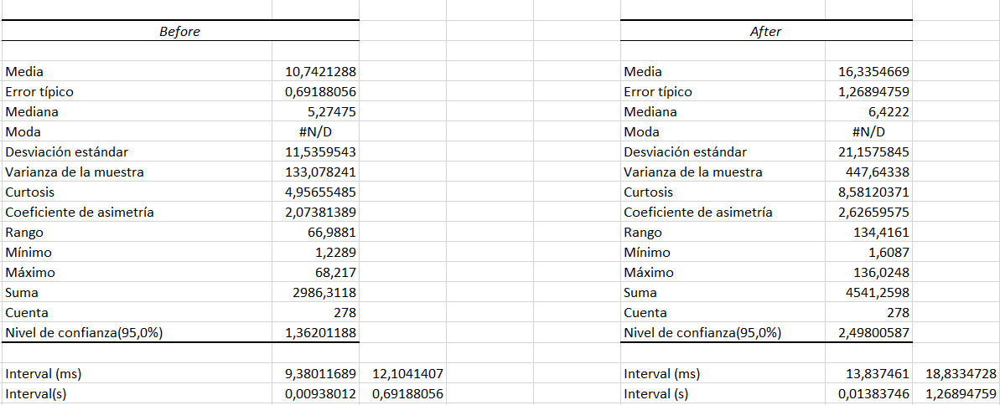 Before After
Media 10,7421288 Media 16,3354669
Error típico 0,69188056 Error típico 1,26894759
Mediana 5,27475 Mediana 6,4222
Moda #N/D Moda #N/D
Desviación estándar 11,5359543 Desviación estándar 21,1575845
Varianza de la muestra 133,078241 Varianza de la muestra 447,64338
Curtosis 4,95655485 Curtosis 8,58120371
Coeficiente de asimetría 2,07381389 Coeficiente de asimetría 2,62659575
Rango 66,9881 Rango 134,4161
Mínimo 1,2289 Mínimo 1,6087
Máximo 68,217 Máximo 136,0248
Suma 2986,3118 Suma 4541,2598
Cuenta 278 Cuenta 278
Nivel de confianza(95,0%) 1,36201188 Nivel de confianza(95,0%) 2,49800587
Interval (ms) 9,38011689 12,1041407 Interval (ms) 13,837461 18,8334728
Interval(s) 0,00938012 0,69188056 Interval (s) 0,01383746 1,26894759